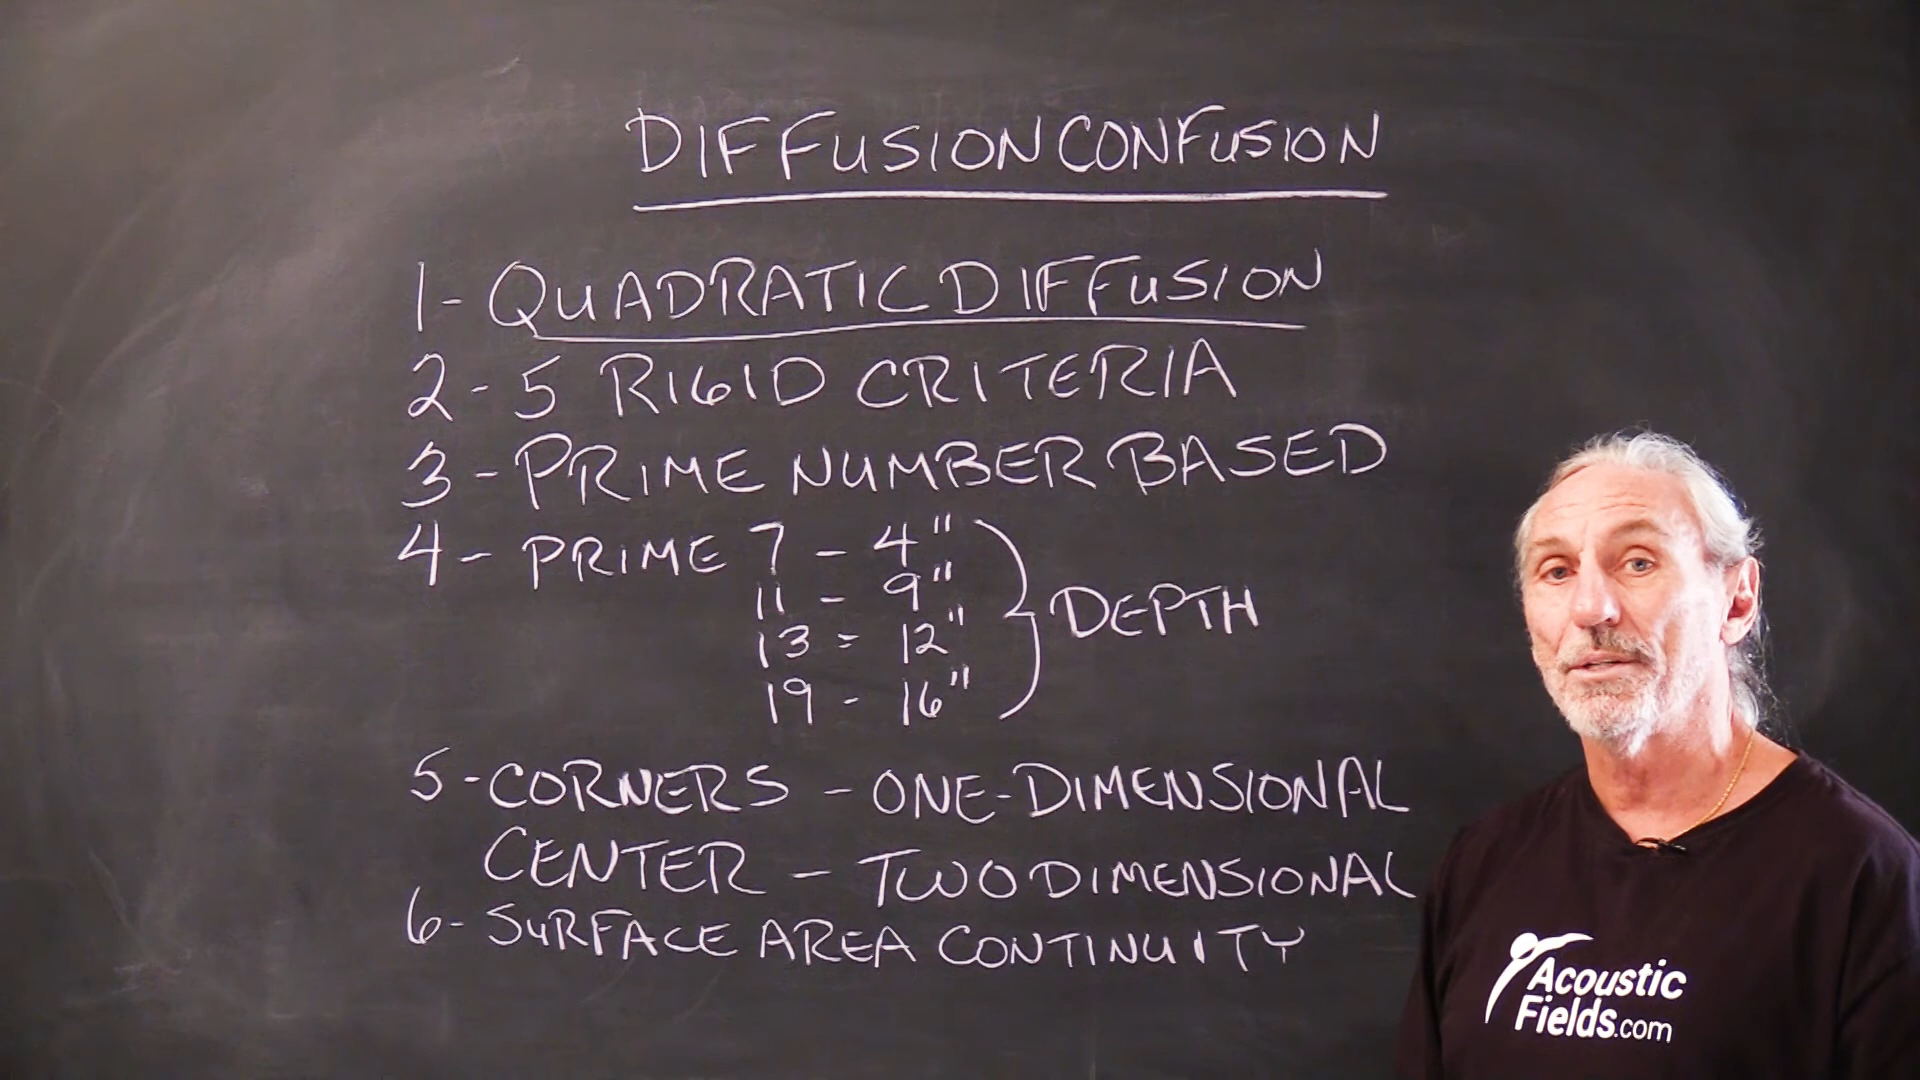 DIFFUSION CONFUSION
1- QUADRATIC DIFFUSION
2- 5 RIGID CRITERIA
3- PRIME NUMBER BASED
4- PRIME 7 - 4"
11 - 9"
13 = 12"
19 - 16"
DEPTH
5- CORNERS - ONE-DIMENSIONAL
CENTER - TWO DIMENSIONAL
6- SURFACE AREA CONTINUITY
Acoustic
Fields.com